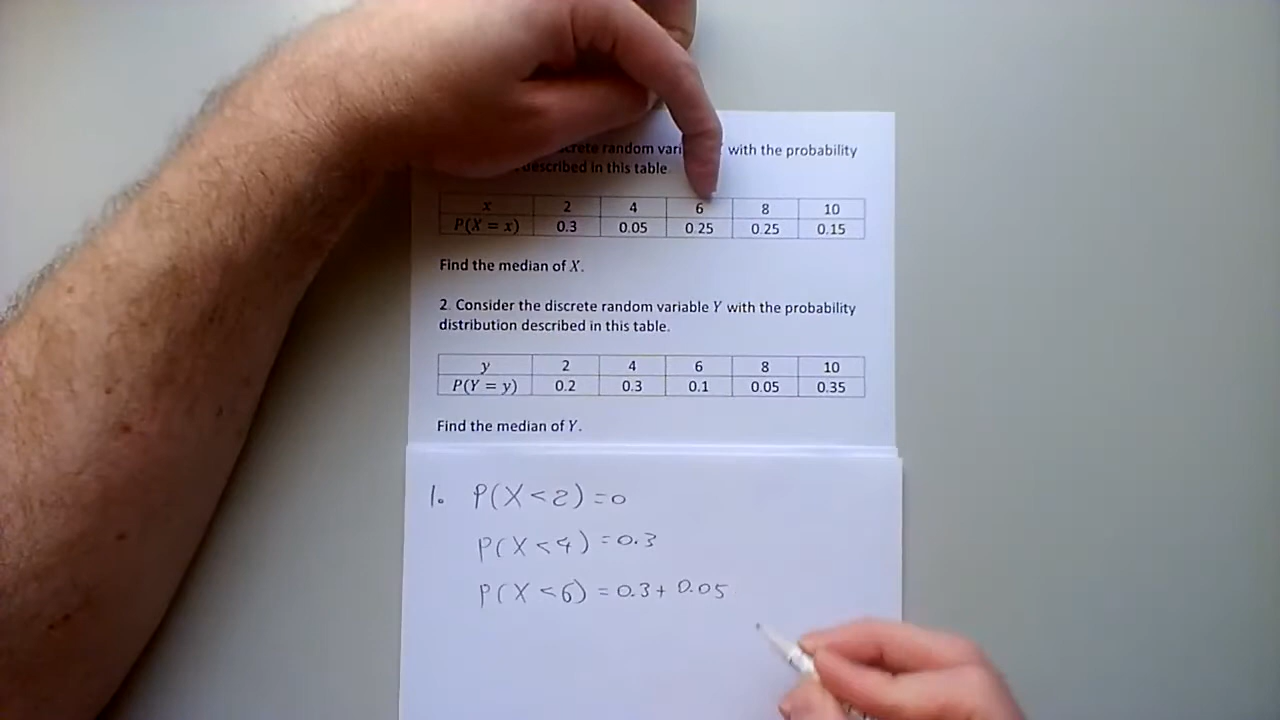 crete random vari with the probability
described in this table
x 2 4 6 8 10
P(X = x) 0.3 0.05 0.25 0.25 0.15
Find the median of X.
2. Consider the discrete random variable Y with the probability
distribution described in this table.
y 2 4 6 8 10
P(Y = y) 0.2 0.3 0.1 0.05 0.35
Find the median of Y.
1. P(X < 2) = 0
P(X < 4) = 0.3
P(X < 6) = 0.3 + 0.05